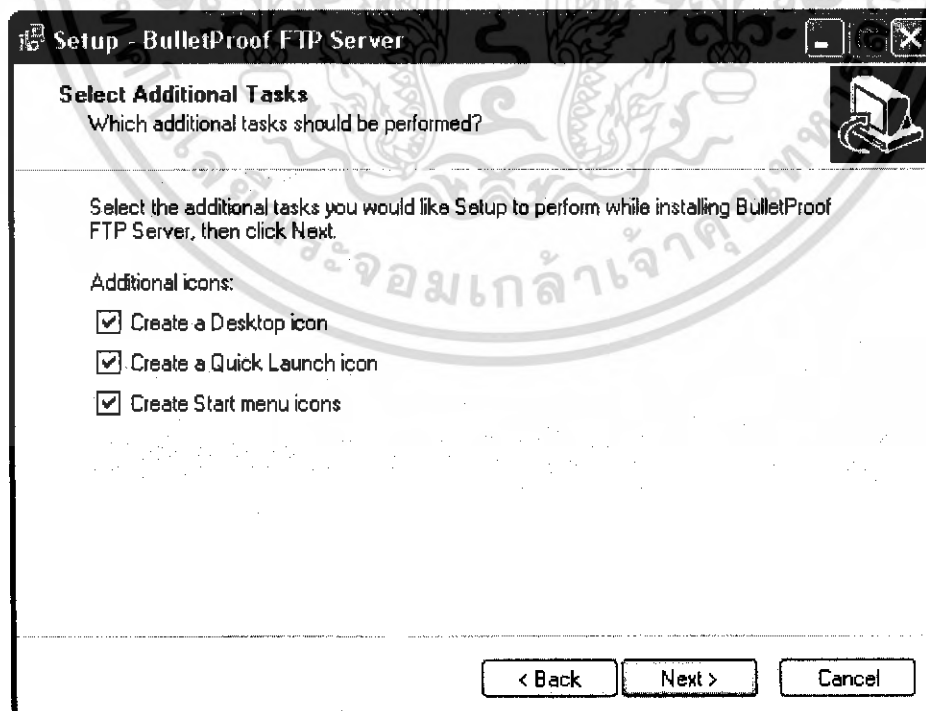 Setup - BulletProof FTP Server
Select Additional Tasks
Which additional tasks should be performed?
Select the additional tasks you would like Setup to perform while installing BulletProof
FTP Server, then click Next.
Additional icons:
Create a Desktop icon
Create a Quick Launch icon
Create Start menu icons
< Back
Next >
Cancel